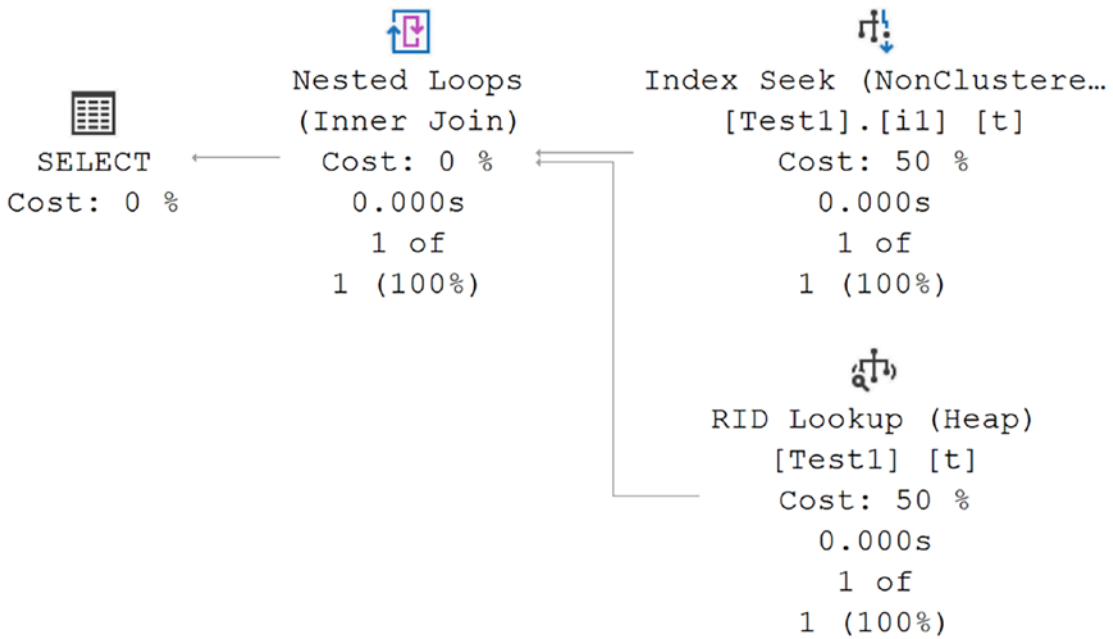 SELECT
Cost: 0 %
Nested Loops
(Inner Join)
Cost: 0 %
0.000s
1 of
1 (100%)
Index Seek (NonClustere…
[Test1].[i1] [t]
Cost: 50 %
0.000s
1 of
1 (100%)
RID Lookup (Heap)
[Test1] [t]
Cost: 50 %
0.000s
1 of
1 (100%)